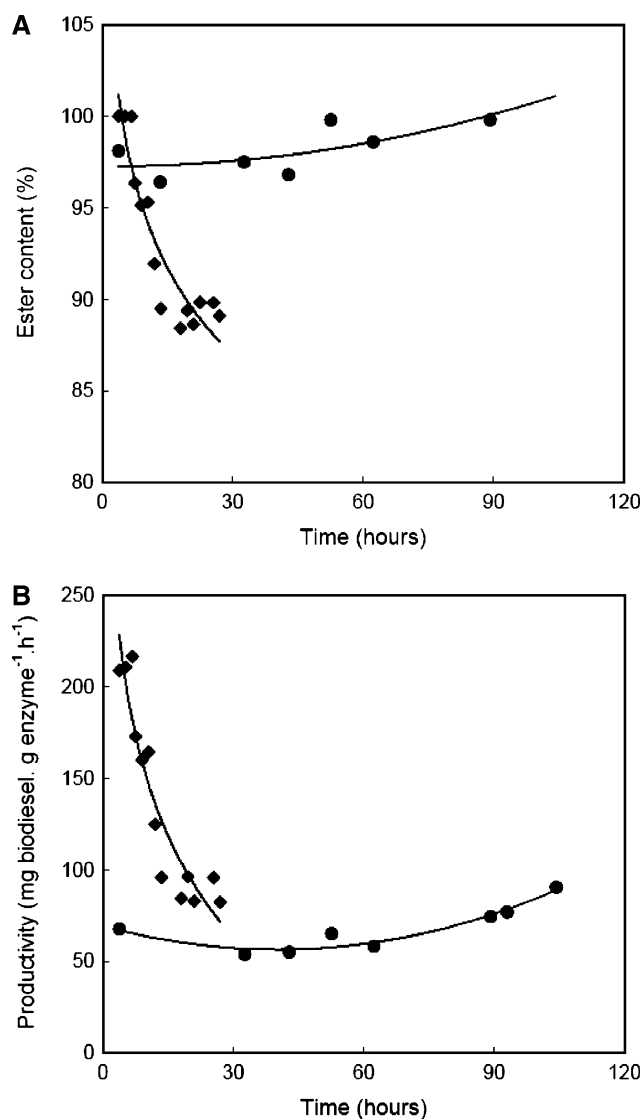 A
105
100
95
90
85
80
Ester content (%)
0 30 60 90 120
Time (hours)
B
250
200
150
100
50
0
Productivity (mg biodiesel. g enzyme⁻¹.h⁻¹)
0 30 60 90 120
Time (hours)